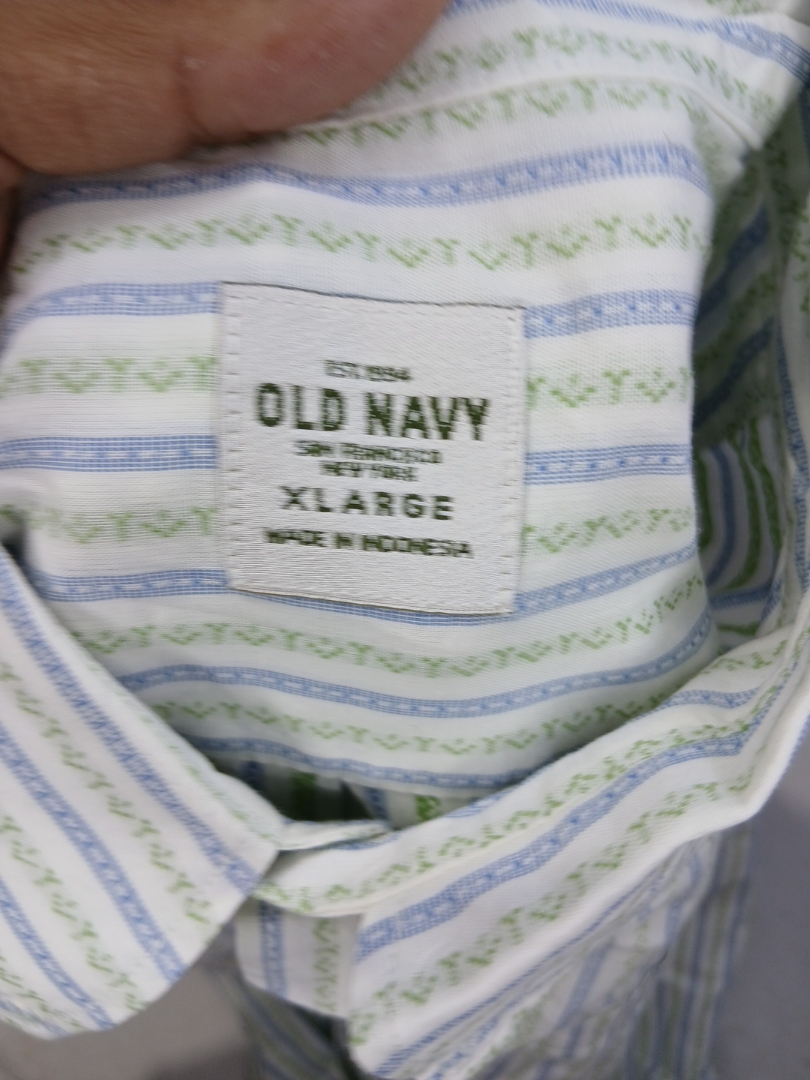 EST. 1994
OLD NAVY
SAN FRANCISCO
NEW YORK
XLARGE
MADE IN INDONESIA